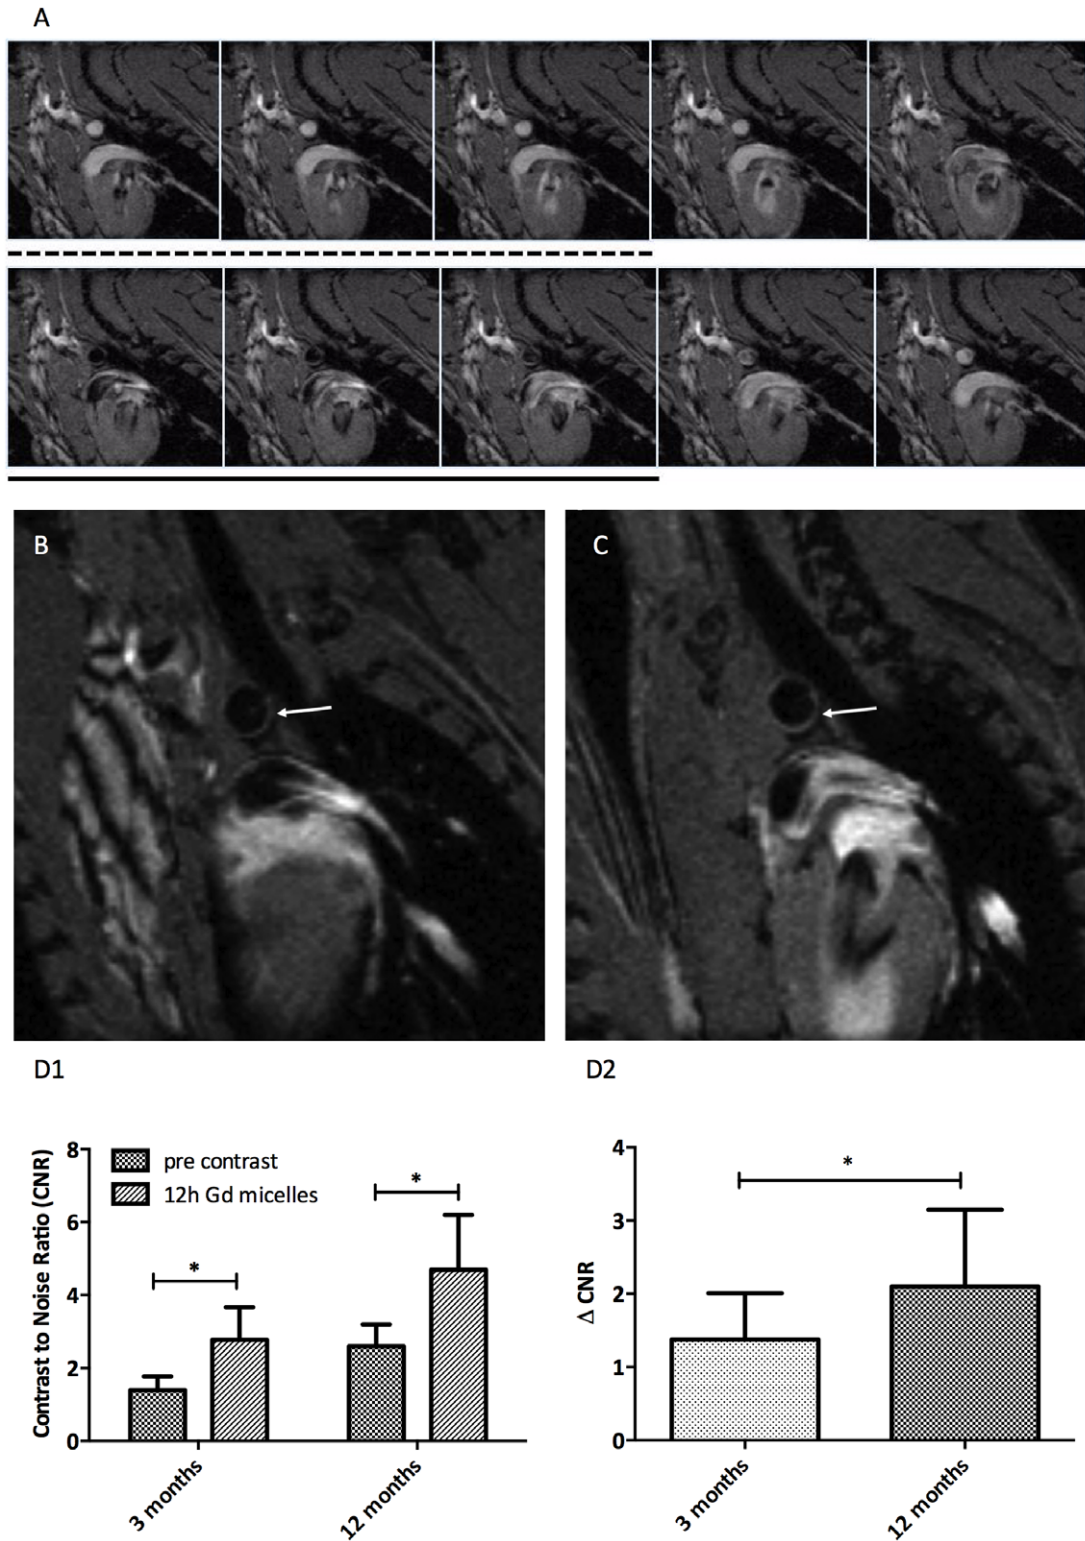 A
B
C
D1
D2
Contrast to Noise Ratio (CNR)
8
6
4
2
0
pre contrast
12h Gd micelles
*
*
3 months
12 months
Δ CNR
4
3
2
1
0
*
3 months
12 months